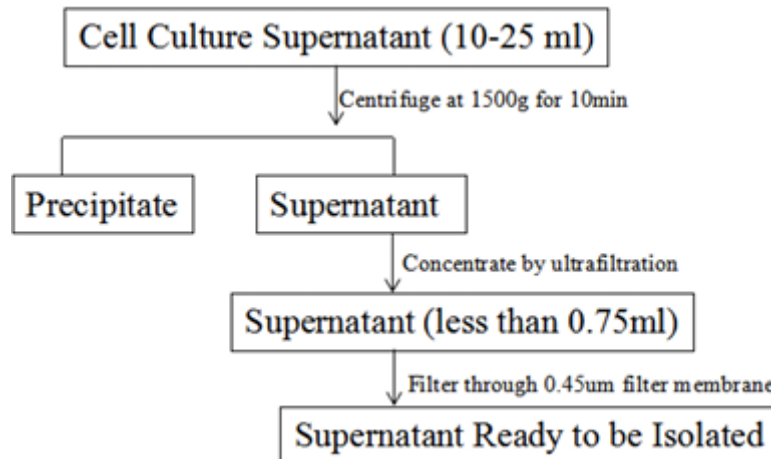 Cell Culture Supernatant (10-25 ml)
Centrifuge at 1500g for 10min
Precipitate
Supernatant
Concentrate by ultrafiltration
Supernatant (less than 0.75ml)
Filter through 0.45um filter membrane
Supernatant Ready to be Isolated